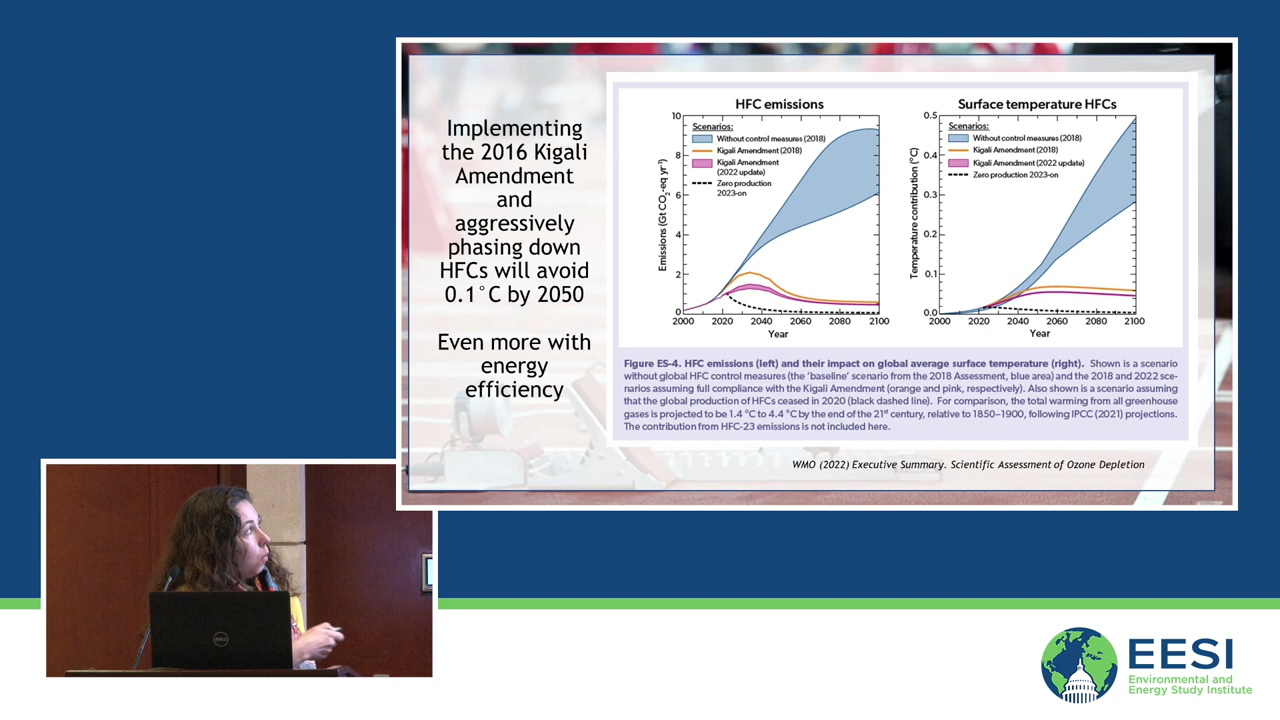 Implementing
the 2016 Kigali
Amendment
and
aggressively
phasing down
HFCs will avoid
0.1°C by 2050
Even more with
energy
efficiency
HFC emissions
Scenarios:
Without control measures (2018)
Kigali Amendment (2018)
Kigali Amendment
(2022 update)
Zero production
2023-on
Emissions (Gt CO2-eq yr-1)
10
8
6
4
2
0
2000 2020 2040 2060 2080 2100
Year
Surface temperature HFCs
Scenarios:
Without control measures (2018)
Kigali Amendment (2018)
Kigali Amendment (2022 update)
Zero production 2023-on
Temperature contribution (°C)
0.5
0.4
0.3
0.2
0.1
0.0
2000 2020 2040 2060 2080 2100
Year
Figure ES-4. HFC emissions (left) and their impact on global average surface temperature (right). Shown is a scenario
without global HFC control measures (the 'baseline' scenario from the 2018 Assessment, blue area) and the 2018 and 2022 sce-
narios assuming full compliance with the Kigali Amendment (orange and pink, respectively). Also shown is a scenario assuming
that the global production of HFCs ceased in 2020 (black dashed line). For comparison, the total warming from all greenhouse
gases is projected to be 1.4 °C to 4.4 °C by the end of the 21st century, relative to 1850–1900, following IPCC (2021) projections.
The contribution from HFC-23 emissions is not included here.
WMO (2022) Executive Summary. Scientific Assessment of Ozone Depletion
DELL
EESI
Environmental and
Energy Study Institute